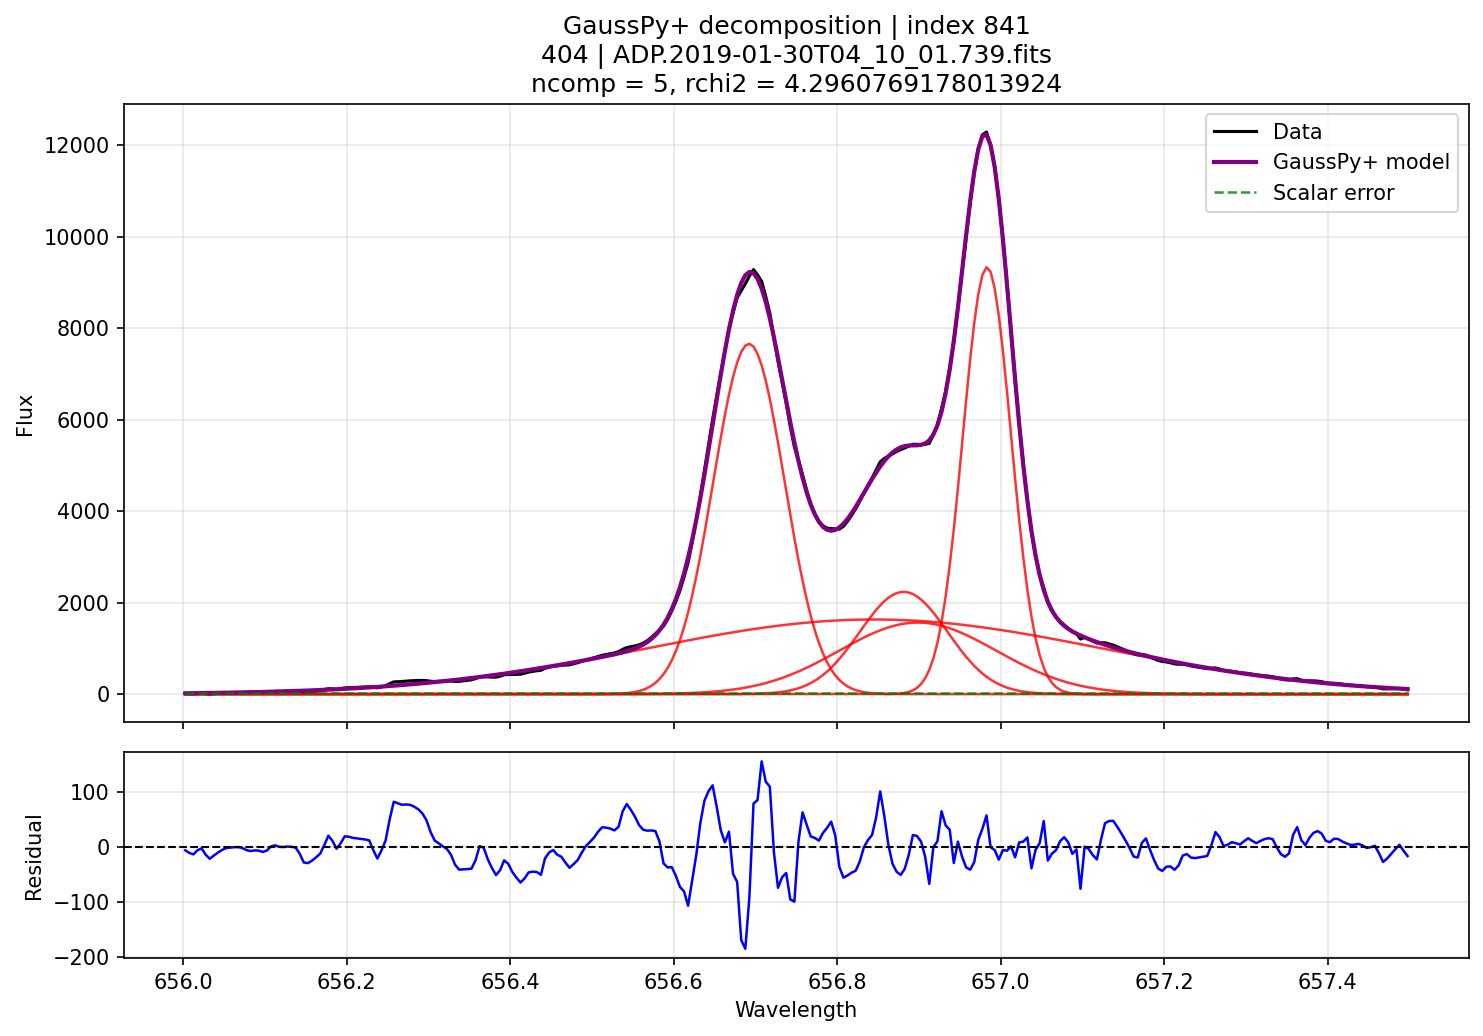 GaussPy+ decomposition | index 841
404 | ADP.2019-01-30T04_10_01.739.fits
ncomp = 5, rchi2 = 4.2960769178013924
Data
GaussPy+ model
Scalar error
Flux
12000
10000
8000
6000
4000
2000
0
Residual
100
0
−100
−200
656.0
656.2
656.4
656.6
656.8
657.0
657.2
657.4
Wavelength